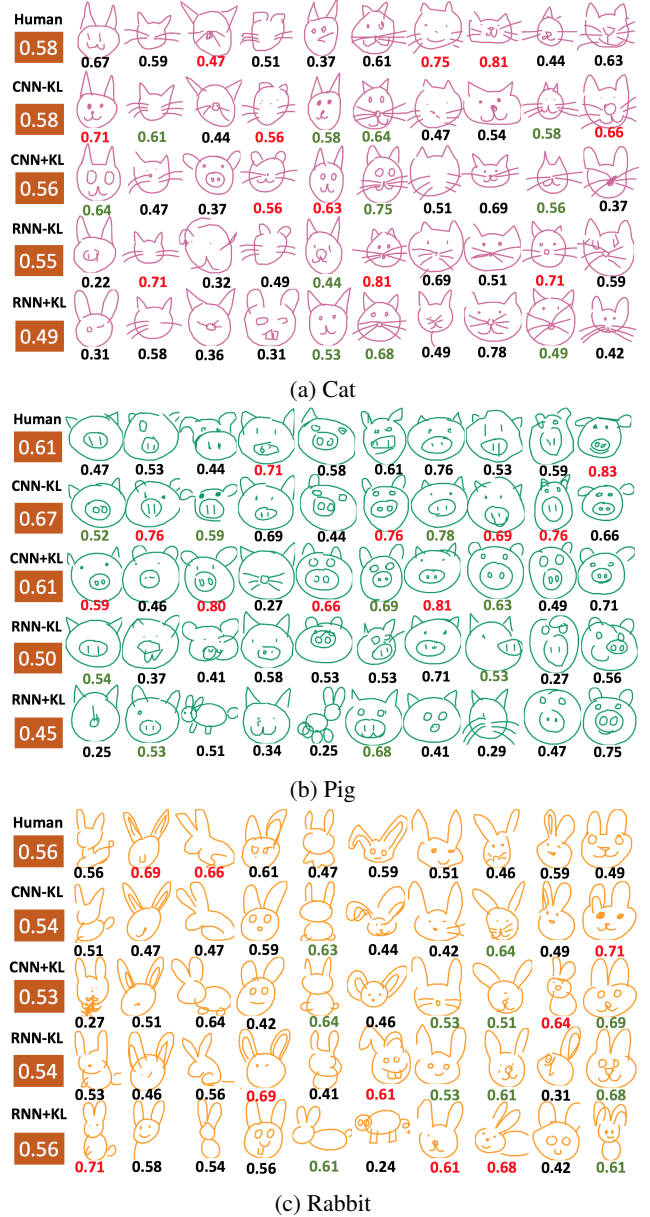 Human
0.58
0.67 0.59 0.47 0.51 0.37 0.61 0.75 0.81 0.44 0.63
CNN-KL
0.58
0.71 0.61 0.44 0.56 0.58 0.64 0.47 0.54 0.58 0.66
CNN+KL
0.56
0.64 0.47 0.37 0.56 0.63 0.75 0.51 0.69 0.56 0.37
RNN-KL
0.55
0.22 0.71 0.32 0.49 0.44 0.81 0.69 0.51 0.71 0.59
RNN+KL
0.49
0.31 0.58 0.36 0.31 0.53 0.68 0.49 0.78 0.49 0.42
(a) Cat
Human
0.61
0.47 0.53 0.44 0.71 0.58 0.61 0.76 0.53 0.59 0.83
CNN-KL
0.67
0.52 0.76 0.59 0.69 0.44 0.76 0.78 0.69 0.76 0.66
CNN+KL
0.61
0.59 0.46 0.80 0.27 0.66 0.69 0.81 0.63 0.49 0.71
RNN-KL
0.50
0.54 0.37 0.41 0.58 0.53 0.53 0.71 0.53 0.27 0.56
RNN+KL
0.45
0.25 0.53 0.51 0.34 0.25 0.68 0.41 0.29 0.47 0.75
(b) Pig
Human
0.56
0.56 0.69 0.66 0.61 0.47 0.59 0.51 0.46 0.59 0.49
CNN-KL
0.54
0.51 0.47 0.47 0.59 0.63 0.44 0.42 0.64 0.49 0.71
CNN+KL
0.53
0.27 0.51 0.64 0.42 0.64 0.46 0.53 0.51 0.64 0.69
RNN-KL
0.54
0.53 0.46 0.56 0.69 0.41 0.61 0.53 0.61 0.31 0.68
RNN+KL
0.56
0.71 0.58 0.54 0.56 0.61 0.24 0.61 0.68 0.42 0.61
(c) Rabbit